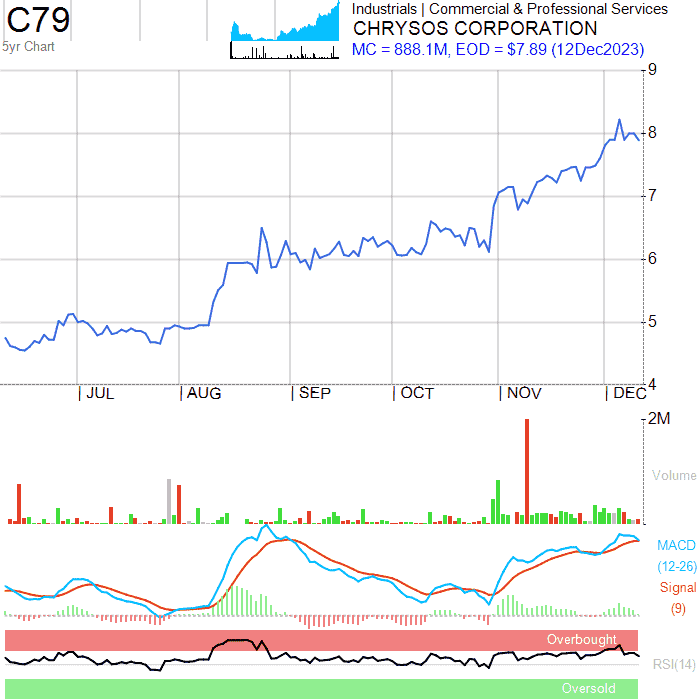 C79
5yr Chart
Industrials | Commercial & Professional Services
CHRYSOS CORPORATION
MC = 888.1M, EOD = $7.89 (12Dec2023)
9
8
7
6
5
4
| JUL | AUG | SEP | OCT | NOV | DEC
2M
Volume
MACD
(12-26)
Signal
(9)
Overbought
RSI(14)
Oversold